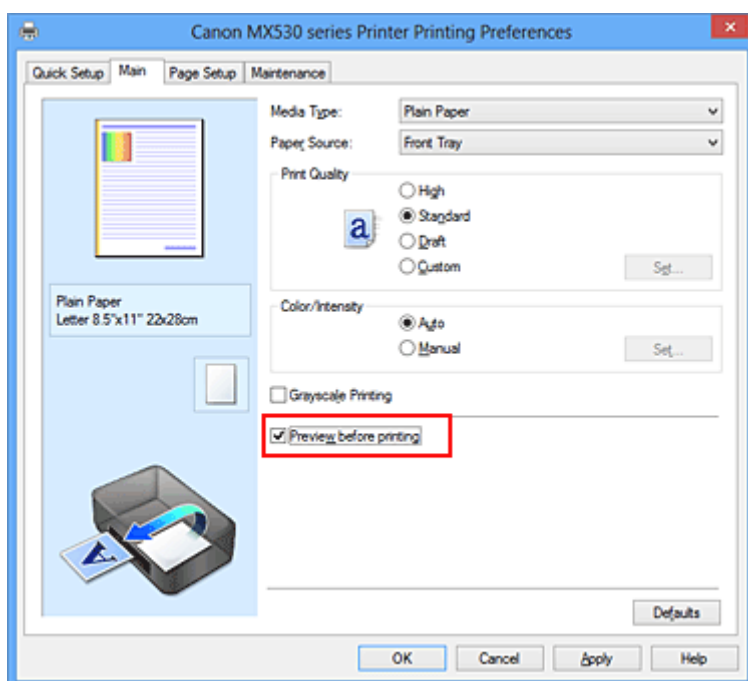 Canon MX530 series Printer Printing Preferences
Quick Setup Main Page Setup Maintenance
Media Type: Plain Paper
Paper Source: Front Tray
Print Quality
High
a Standard
Draft
Custom Set...
Plain Paper
Letter 8.5"x11" 22x28cm
Color/Intensity
Auto
Manual Set...
Grayscale Printing
Preview before printing
A
Defaults
OK Cancel Apply Help